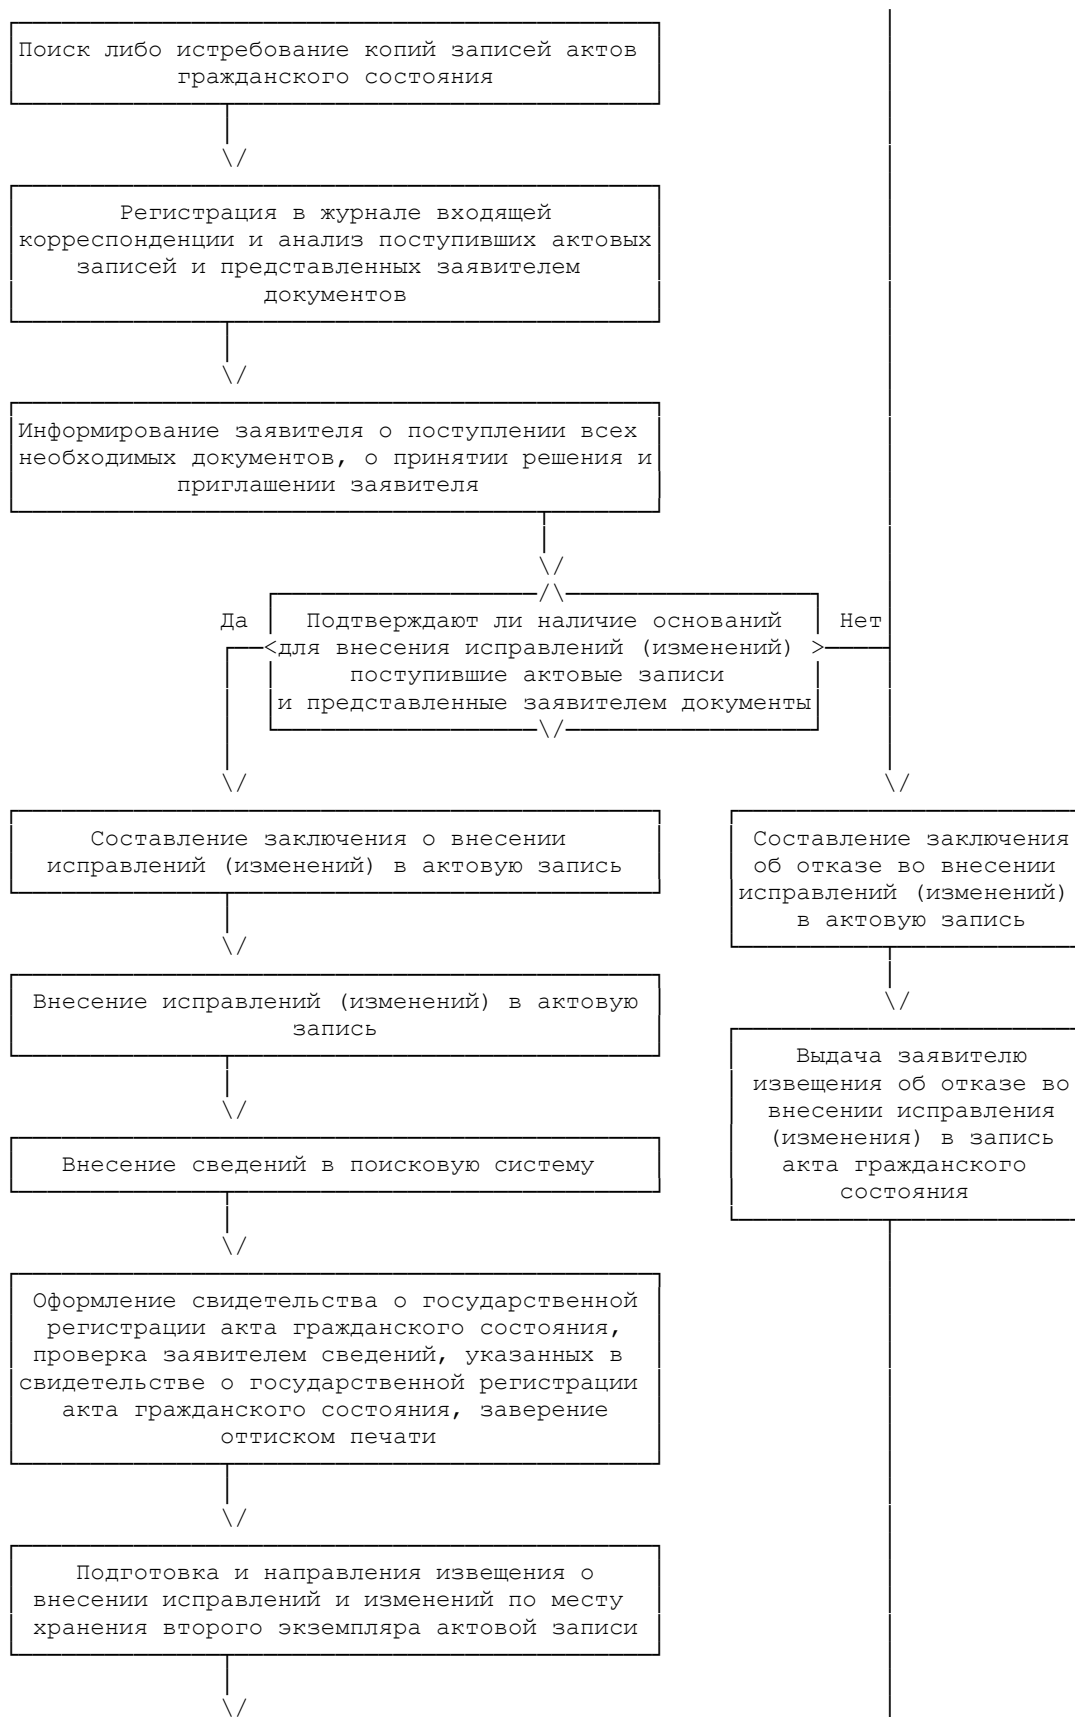 Поиск либо истребование копий записей актов
гражданского состояния
Регистрация в журнале входящей
корреспонденции и анализ поступивших актовых
записей и представленных заявителем
документов
Информирование заявителя о поступлении всех
необходимых документов, о принятии решения и
приглашении заявителя
Да
Подтверждают ли наличие оснований
для внесения исправлений (изменений)
поступившие актовые записи
и представленные заявителем документы
Нет
Составление заключения о внесении
исправлений (изменений) в актовую запись
Составление заключения
об отказе во внесении
исправлений (изменений)
в актовую запись
Внесение исправлений (изменений) в актовую
запись
Выдача заявителю
извещения об отказе во
внесении исправления
(изменения) в запись
акта гражданского
состояния
Внесение сведений в поисковую систему
Оформление свидетельства о государственной
регистрации акта гражданского состояния,
проверка заявителем сведений, указанных в
свидетельстве о государственной регистрации
акта гражданского состояния, заверение
оттиском печати
Подготовка и направления извещения о
внесении исправлений и изменений по месту
хранения второго экземпляра актовой записи